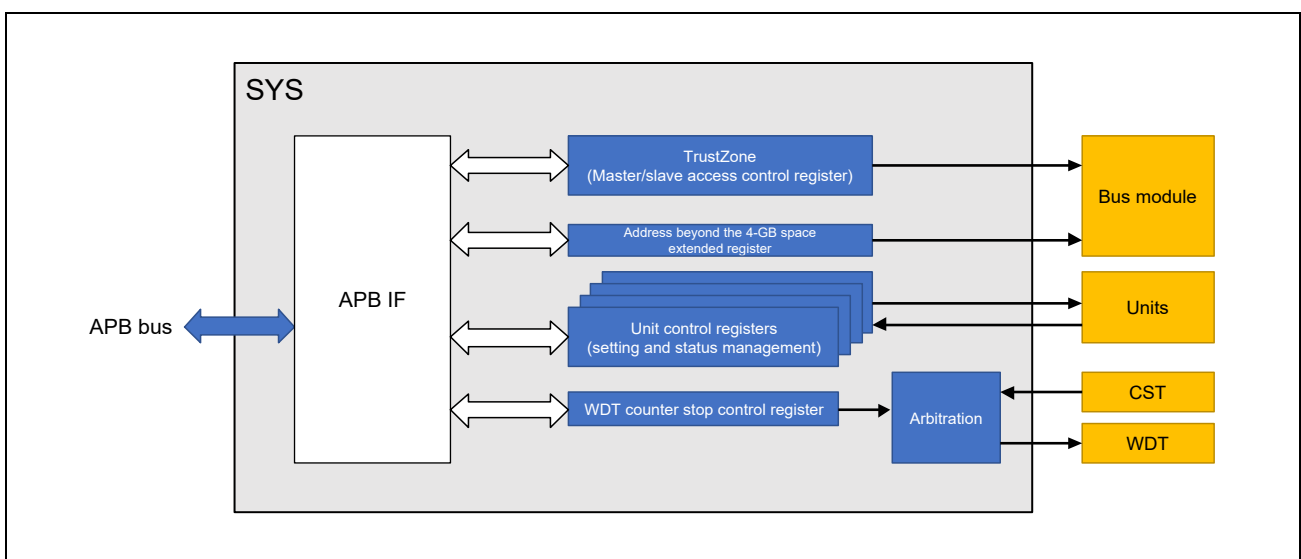 SYS
TrustZone
(Master/slave access control register)
Bus module
Address beyond the 4-GB space
extended register
APB IF
APB bus
Units
Unit control registers
(setting and status management)
CST
WDT counter stop control register
Arbitration
WDT